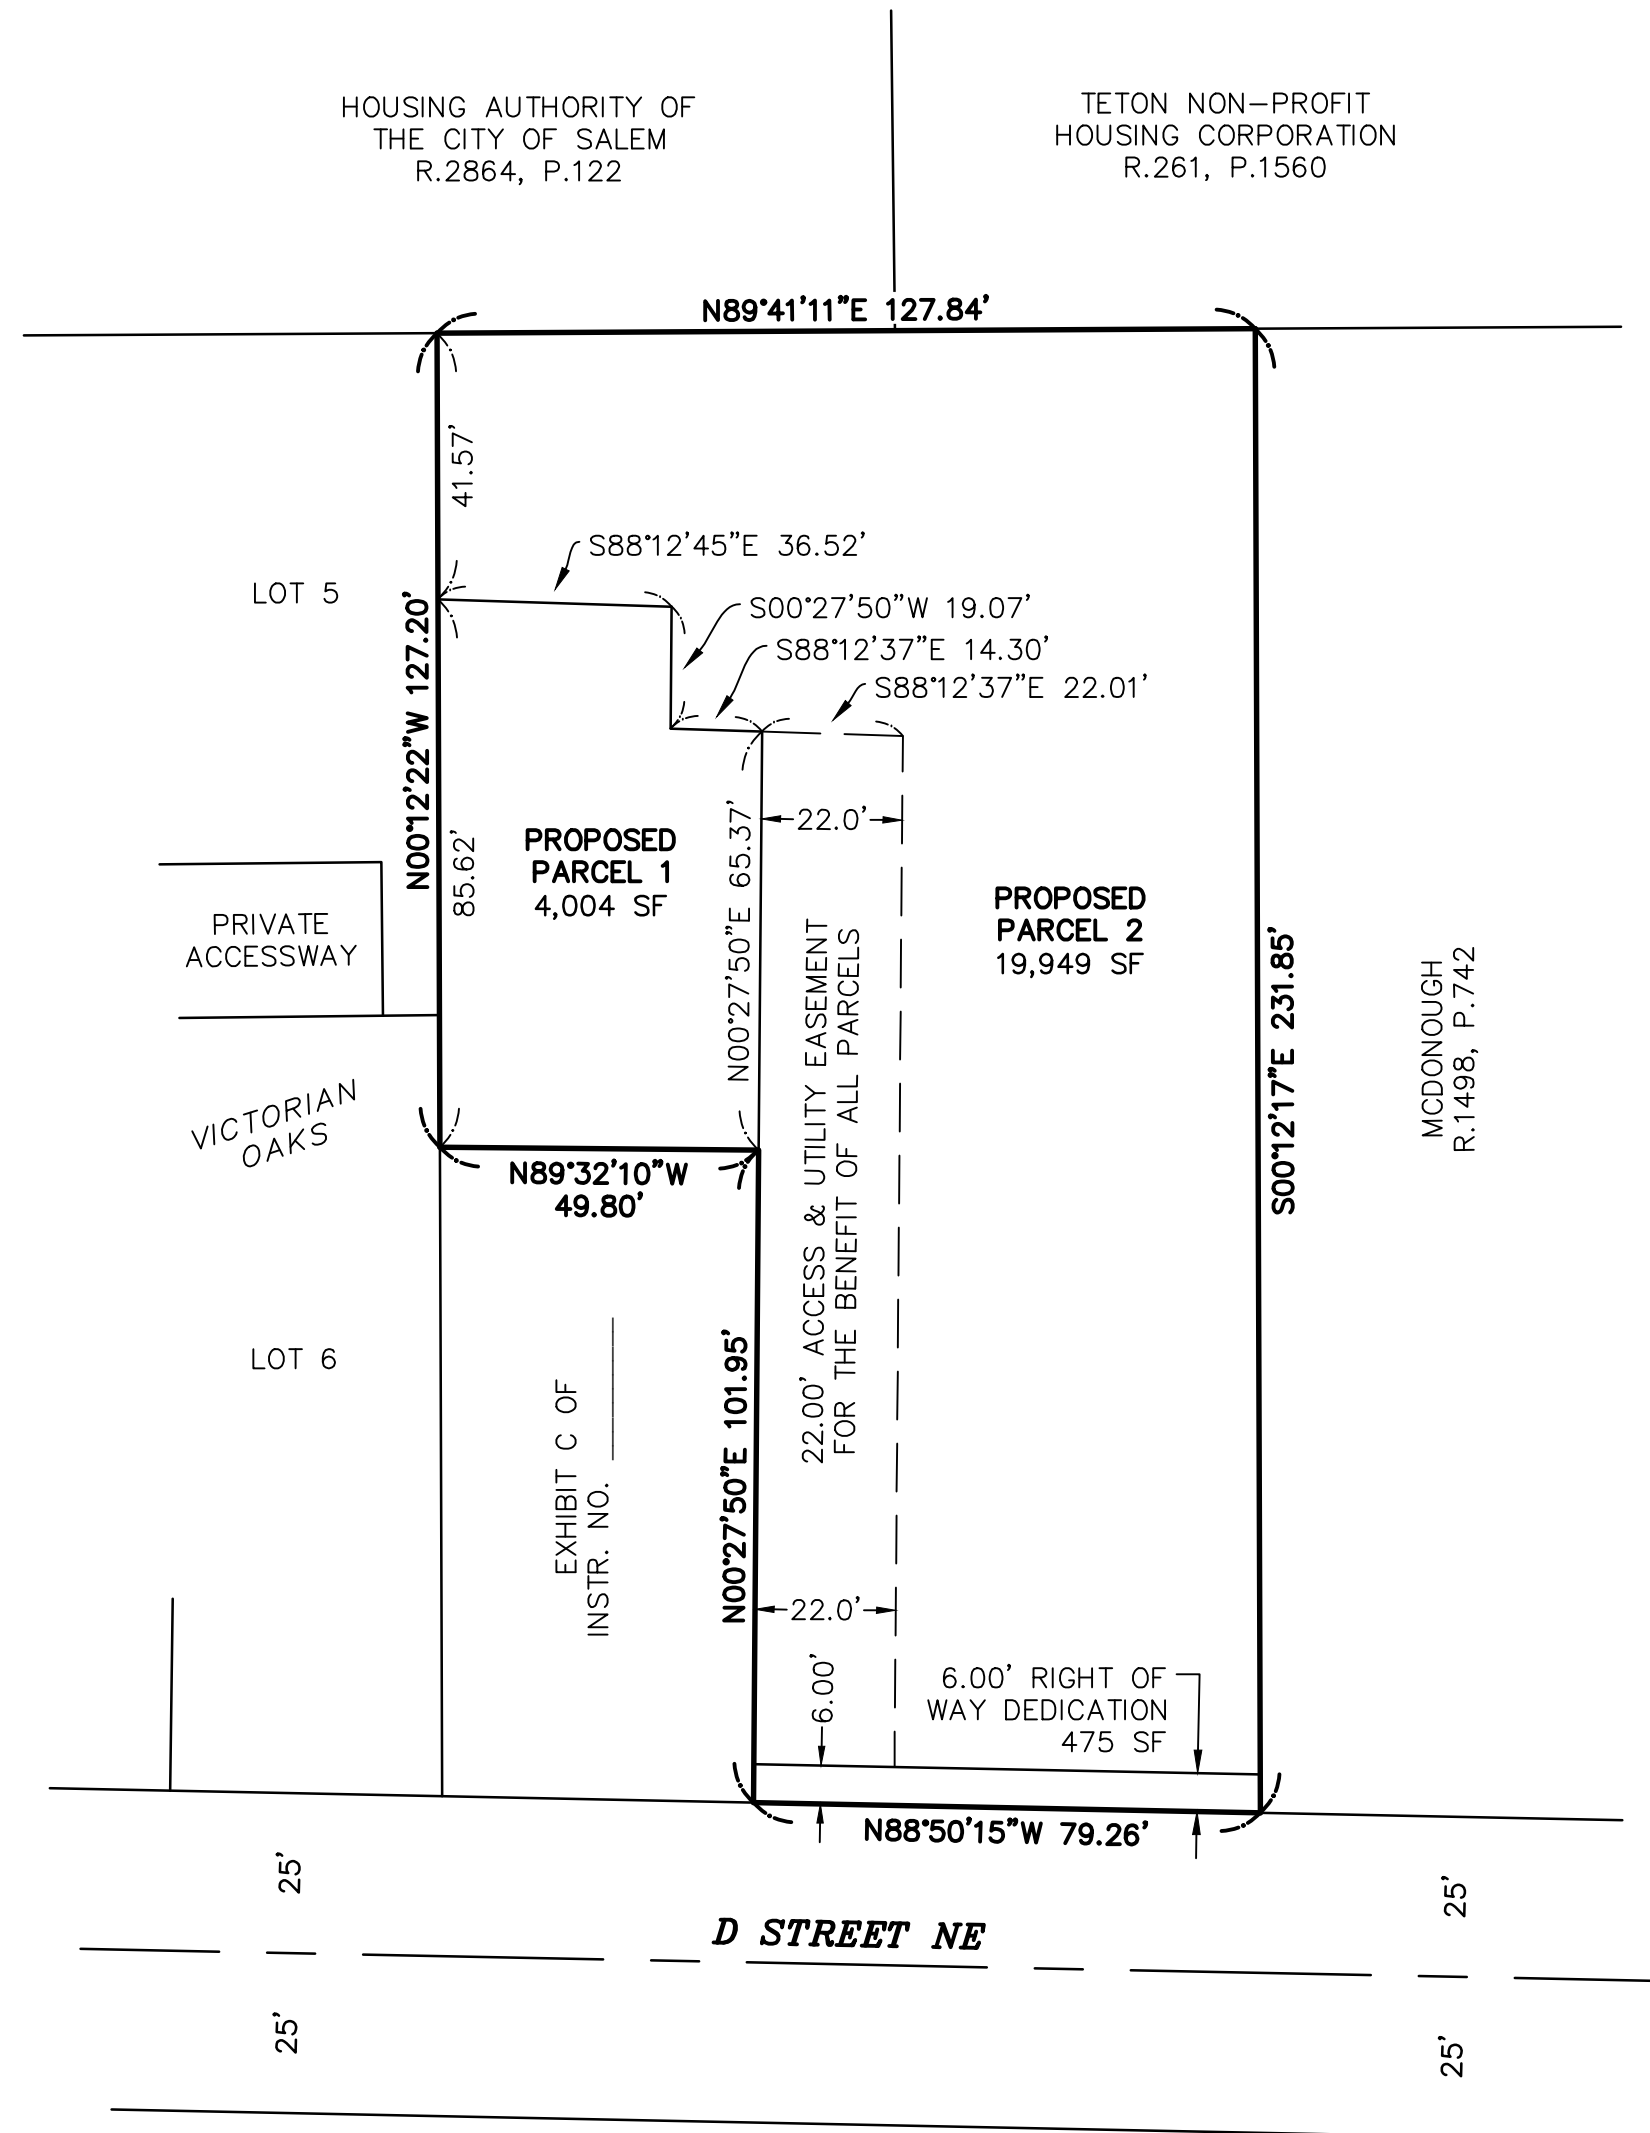 HOUSING AUTHORITY OF
THE CITY OF SALEM
R.2864, P.122
TETON NON-PROFIT
HOUSING CORPORATION
R.261, P.1560
N89°41'11"E 127.84'
41.57'
S88°12'45"E 36.52'
LOT 5
S00°27'50"W 19.07'
S88°12'37"E 14.30'
S88°12'37"E 22.01'
N00°12'22"W 127.20'
85.62'
PROPOSED
PARCEL 1
4,004 SF
N00°27'50"E 65.37'
22.0'
PROPOSED
PARCEL 2
19,949 SF
PRIVATE
ACCESSWAY
22.00' ACCESS & UTILITY EASEMENT
FOR THE BENEFIT OF ALL PARCELS
S00°12'17"E 231.85'
MCDONOUGH
R.1498, P.742
VICTORIAN
OAKS
N89°32'10"W
49.80'
LOT 6
EXHIBIT C OF
INSTR. NO.
N00°27'50"E 101.95'
22.0'
6.00'
6.00' RIGHT OF
WAY DEDICATION
475 SF
N88°50'15"W 79.26'
25'
25'
D STREET NE
25'
25'